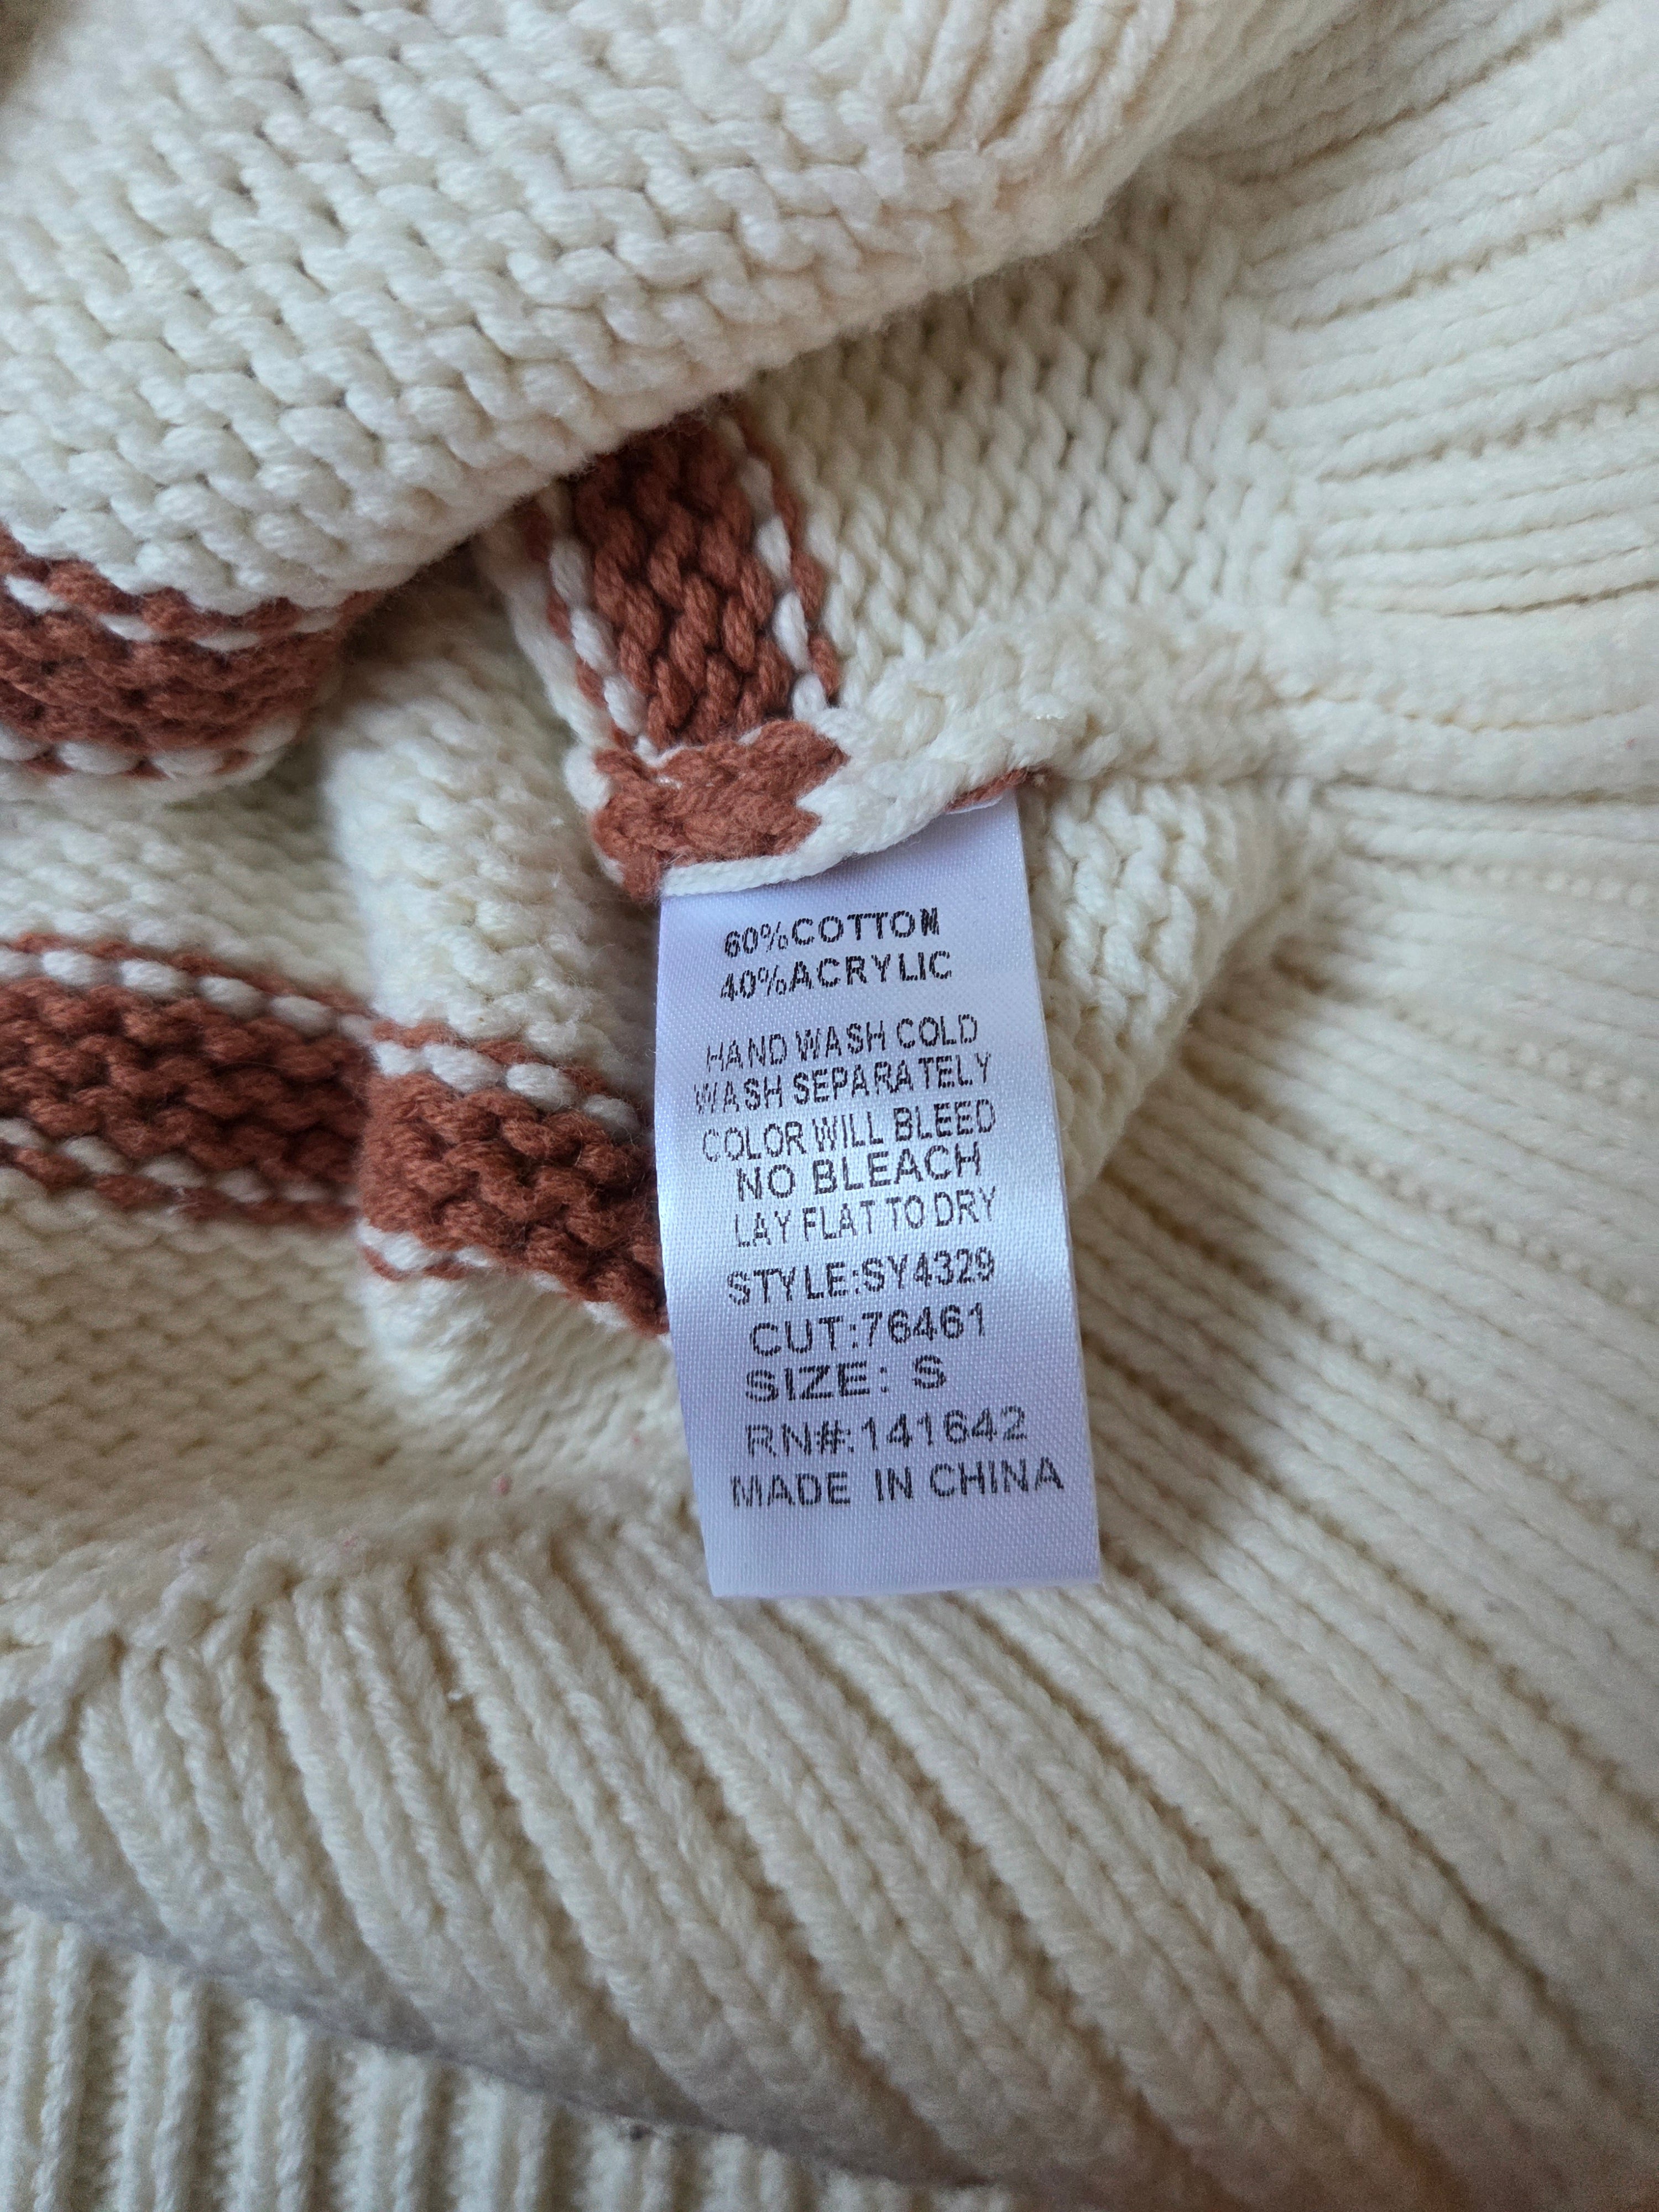 60%COTTON
40%ACRYLIC
HAND WASH COLD
WASH SEPARATELY
COLOR WILL BLEED
NO BLEACH
LAY FLAT TO DRY
STYLE:SY4329
CUT:76461
SIZE: S
RN#:141642
MADE IN CHINA